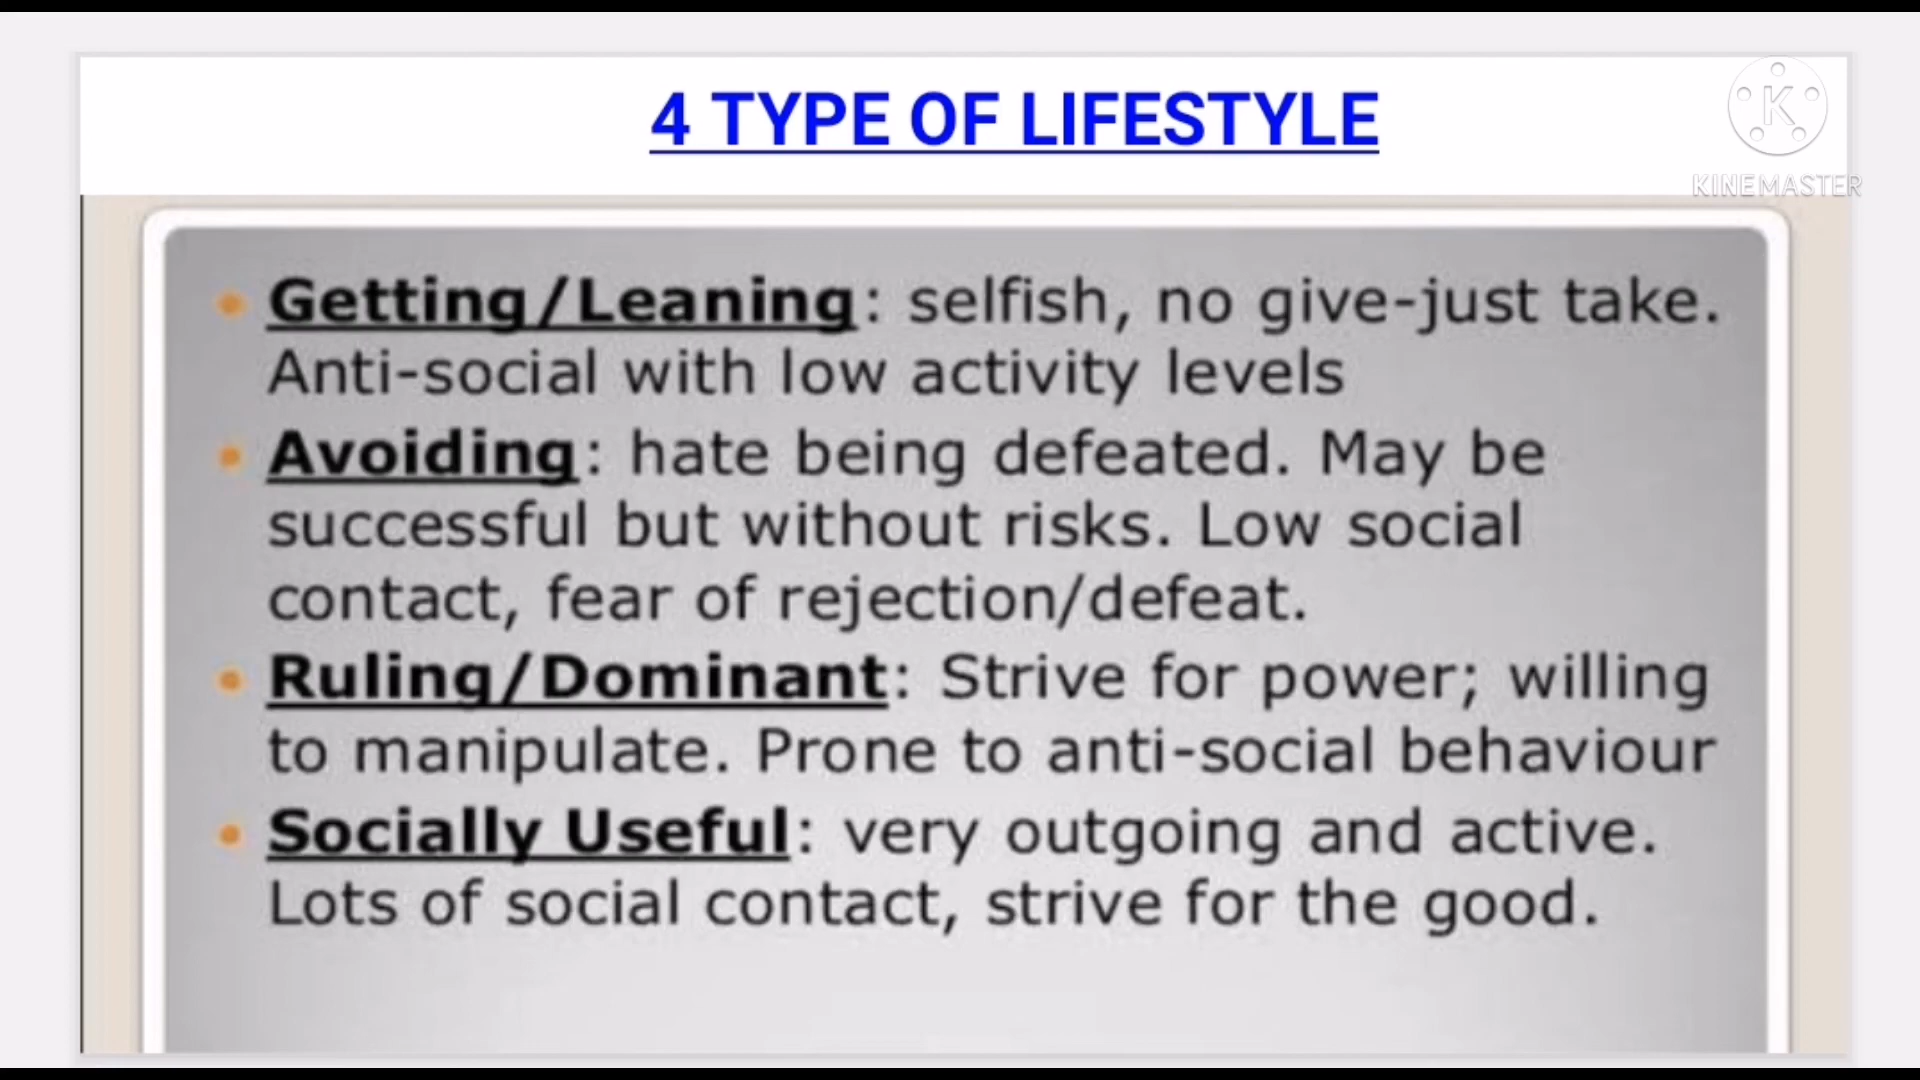 4 TYPE OF LIFESTYLE
K
KINEMASTER
• Getting/Leaning: selfish, no give-just take.
Anti-social with low activity levels
• Avoiding: hate being defeated. May be
successful but without risks. Low social
contact, fear of rejection/defeat.
• Ruling/Dominant: Strive for power; willing
to manipulate. Prone to anti-social behaviour
• Socially Useful: very outgoing and active.
Lots of social contact, strive for the good.